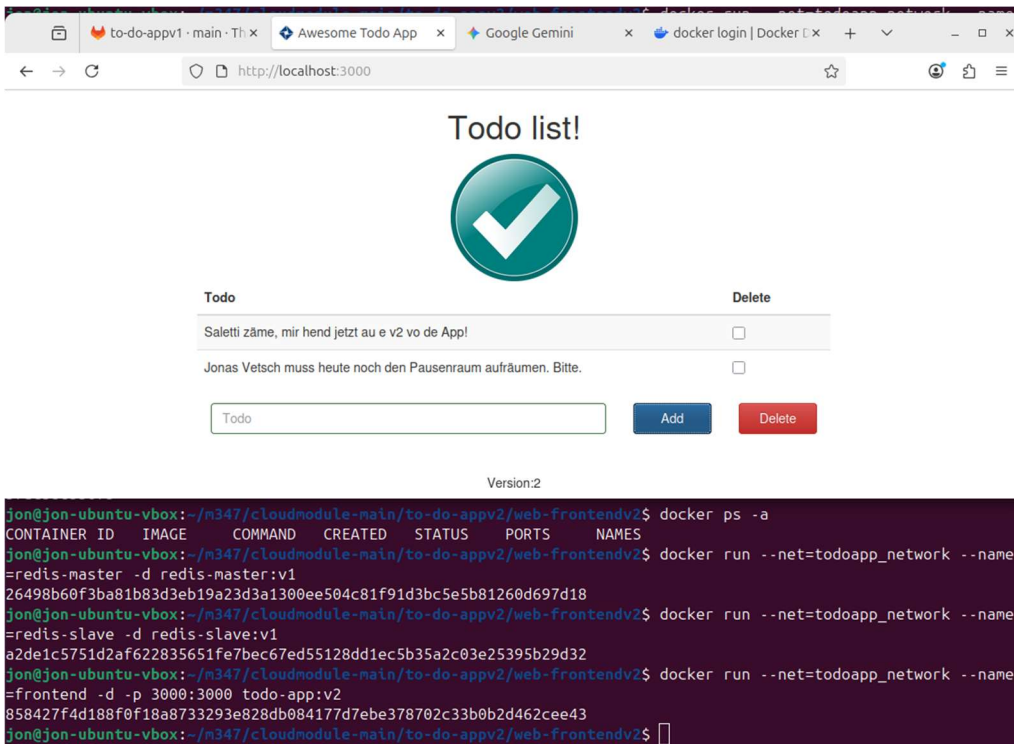 to-do-appv1 · main · Th
Awesome Todo App
Google Gemini
docker login | Docker D
http://localhost:3000
Todo list!
Todo Delete
Saletti zäme, mir hend jetzt au e v2 vo de App!
Jonas Vetsch muss heute noch den Pausenraum aufräumen. Bitte.
Todo Add Delete
Version:2
jon@jon-ubuntu-vbox:~/m347/cloudmodule-main/to-do-appv2/web-frontendv2$ docker ps -a
CONTAINER ID IMAGE COMMAND CREATED STATUS PORTS NAMES
jon@jon-ubuntu-vbox:~/m347/cloudmodule-main/to-do-appv2/web-frontendv2$ docker run --net=todoapp_network --name
=redis-master -d redis-master:v1
26498b60f3ba81b83d3eb19a23d3a1300ee504c81f91d3bc5e5b81260d697d18
jon@jon-ubuntu-vbox:~/m347/cloudmodule-main/to-do-appv2/web-frontendv2$ docker run --net=todoapp_network --name
=redis-slave -d redis-slave:v1
a2de1c5751d2af622835651fe7bec67ed55128dd1ec5b35a2c03e25395b29d32
jon@jon-ubuntu-vbox:~/m347/cloudmodule-main/to-do-appv2/web-frontendv2$ docker run --net=todoapp_network --name
=frontend -d -p 3000:3000 todo-app:v2
858427f4d188f0f18a8733293e828db084177d7ebe378702c33b0b2d462cee43
jon@jon-ubuntu-vbox:~/m347/cloudmodule-main/to-do-appv2/web-frontendv2$